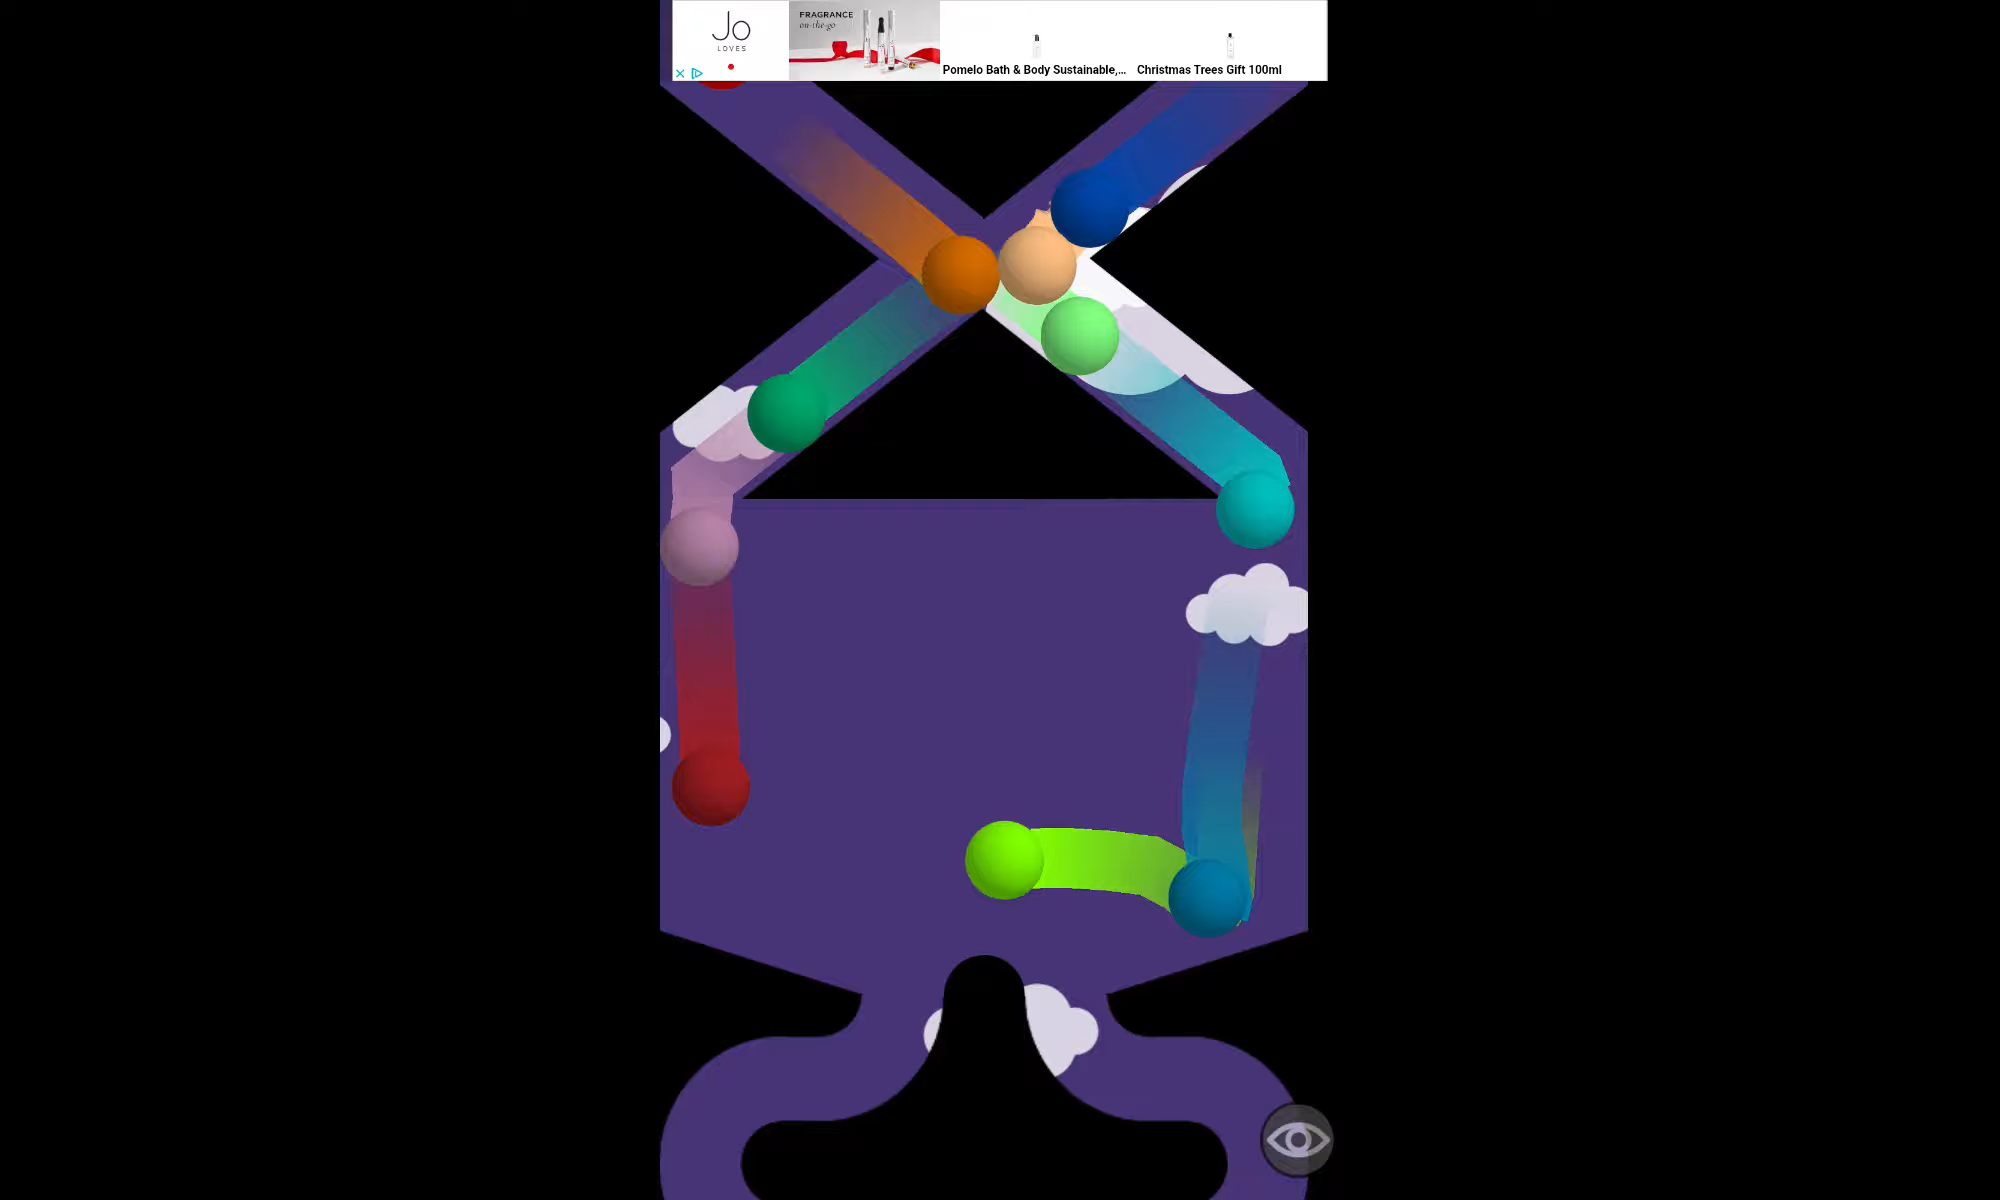 Jo
LOVES
FRAGRANCE
on-the-go
Pomelo Bath & Body Sustainable,...
Christmas Trees Gift 100ml